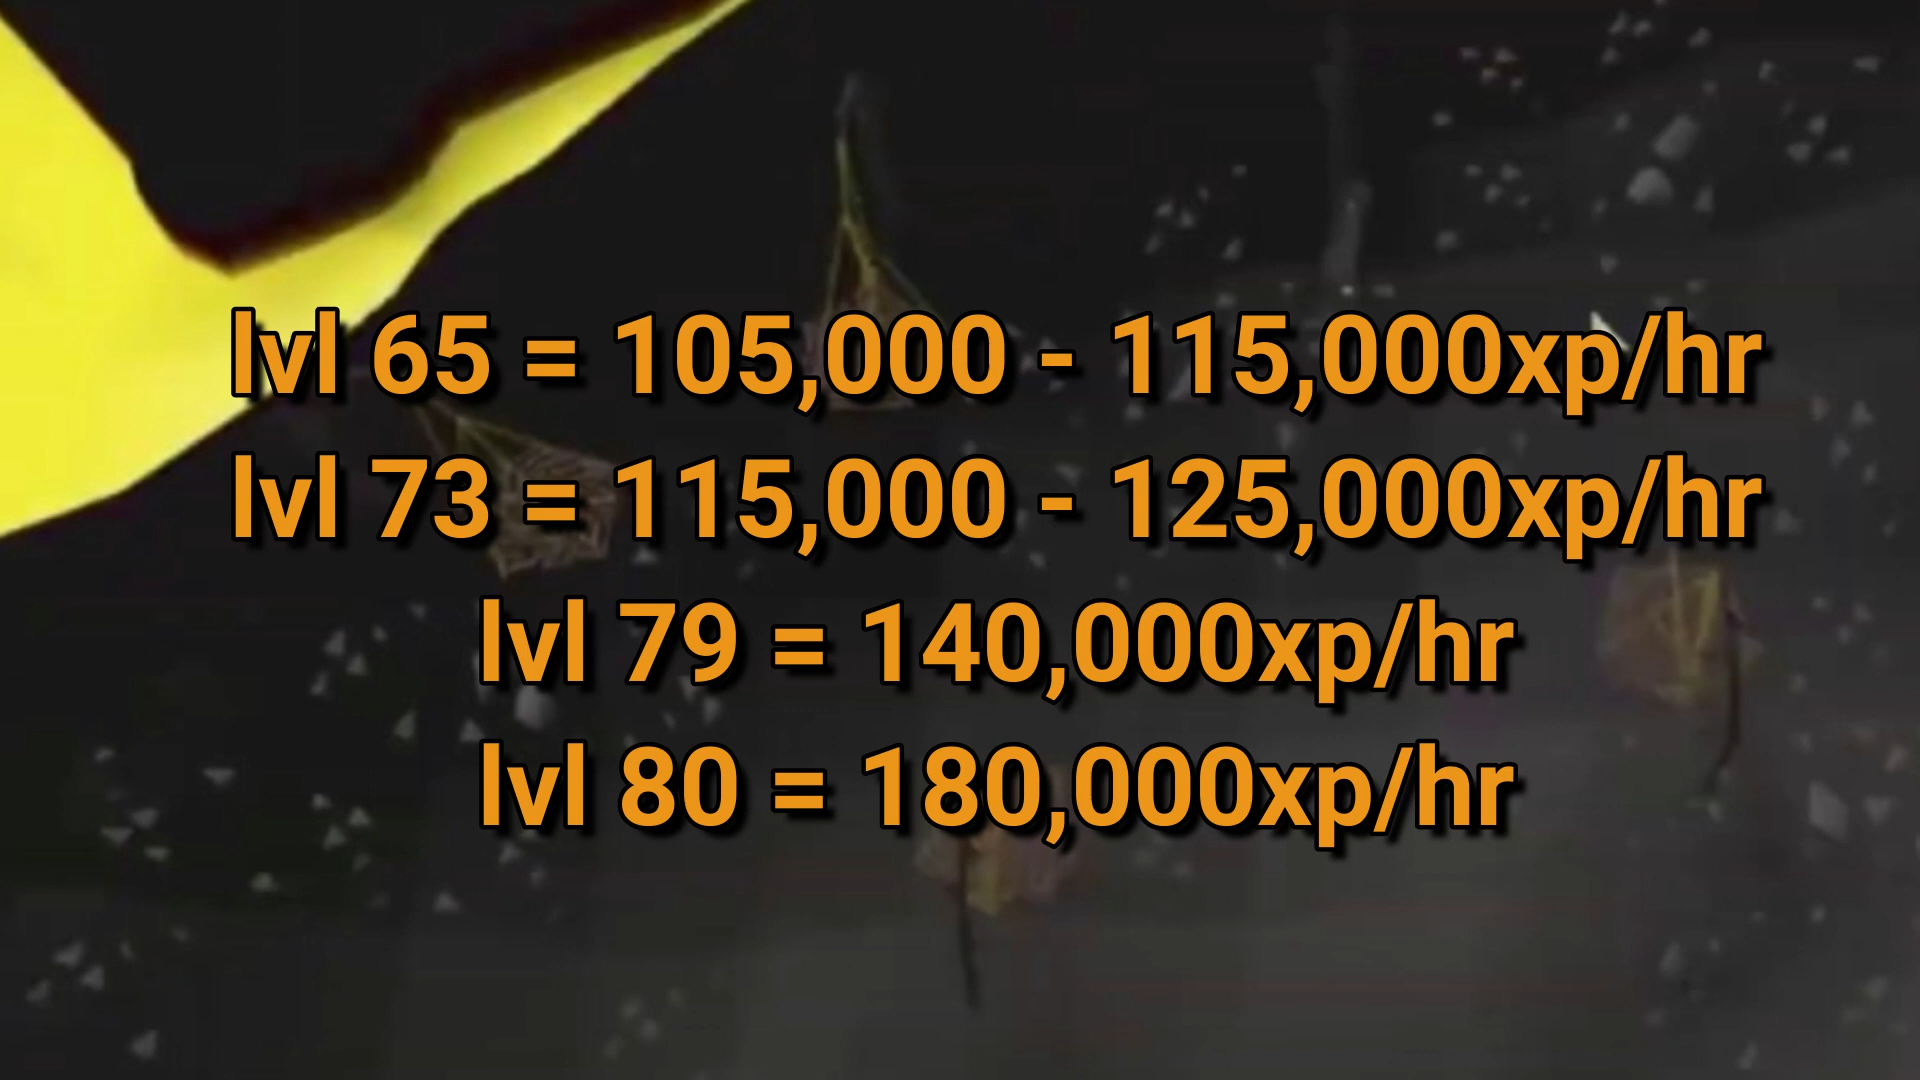 lvl 65 = 105,000 - 115,000xp/hr
lvl 73 = 115,000 - 125,000xp/hr
lvl 79 = 140,000xp/hr
lvl 80 = 180,000xp/hr